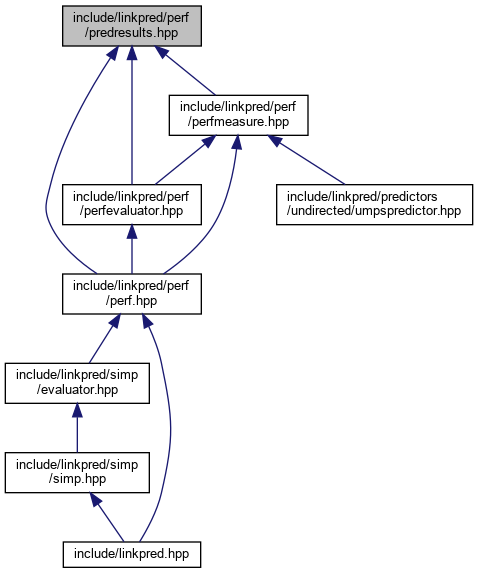 include/linkpred/perf
/predresults.hpp
include/linkpred/perf
/perfmeasure.hpp
include/linkpred/perf
/perfevaluator.hpp
include/linkpred/predictors
/undirected/umpspredictor.hpp
include/linkpred/perf
/perf.hpp
include/linkpred/simp
/evaluator.hpp
include/linkpred/simp
/simp.hpp
include/linkpred.hpp